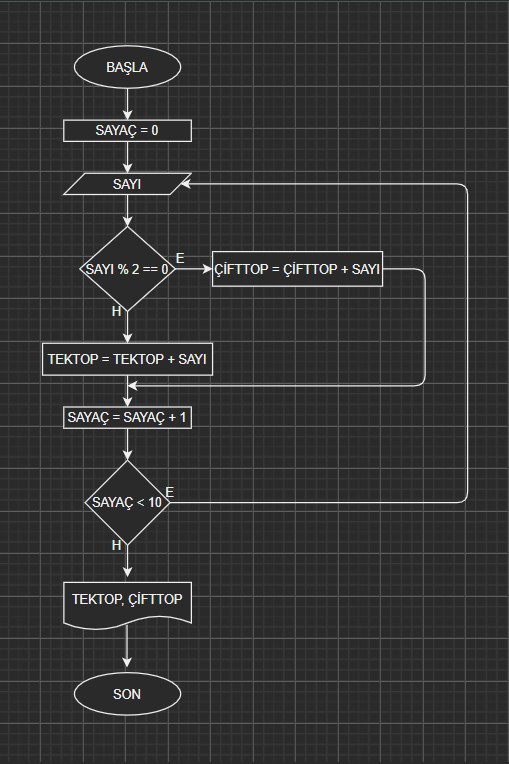 BAŞLA
SAYAÇ = 0
SAYI
SAYI % 2 == 0
E
ÇİFTTOP = ÇİFTTOP + SAYI
H
TEKTOP = TEKTOP + SAYI
SAYAÇ = SAYAÇ + 1
SAYAÇ < 10
E
H
TEKTOP, ÇİFTTOP
SON